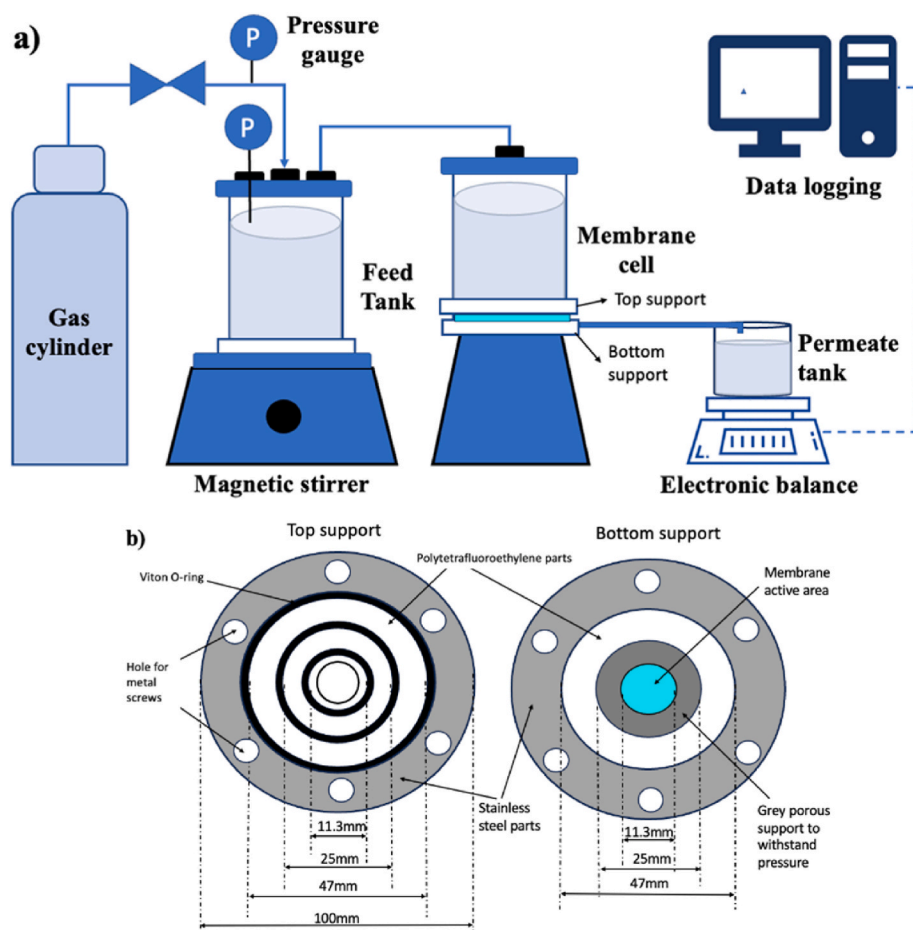 a)
Pressure
gauge
P
P
Data logging
Feed
Tank
Membrane
cell
Top support
Gas
cylinder
Bottom
support
Permeate
tank
L.
Magnetic stirrer
Electronic balance
b)
Top support
Bottom support
Polytetrafluoroethylene parts
Viton O-ring
Membrane
active area
Hole for
metal
screws
Stainless
steel parts
Grey porous
support to
withstand
pressure
11.3mm
25mm
47mm
100mm
11.3mm
25mm
47mm